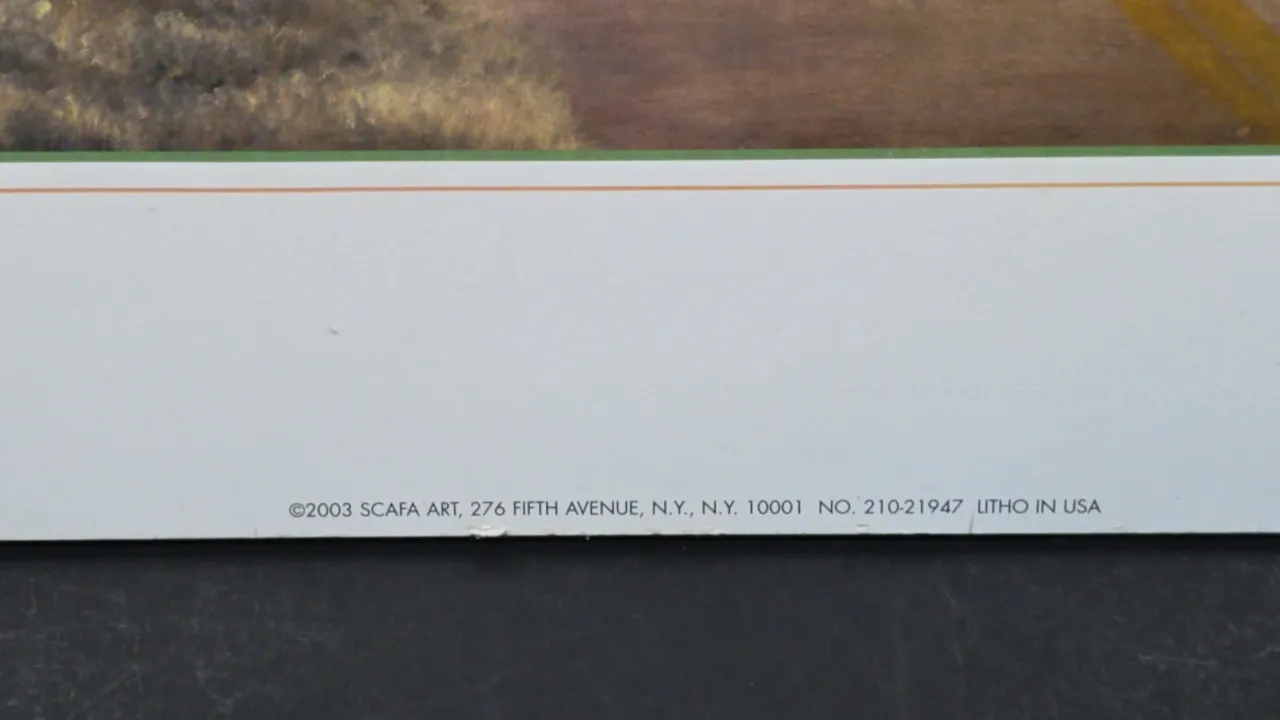 ©2003 SCAFA ART, 276 FIFTH AVENUE, N.Y., N.Y. 10001 NO. 210-21947 LITHO IN USA